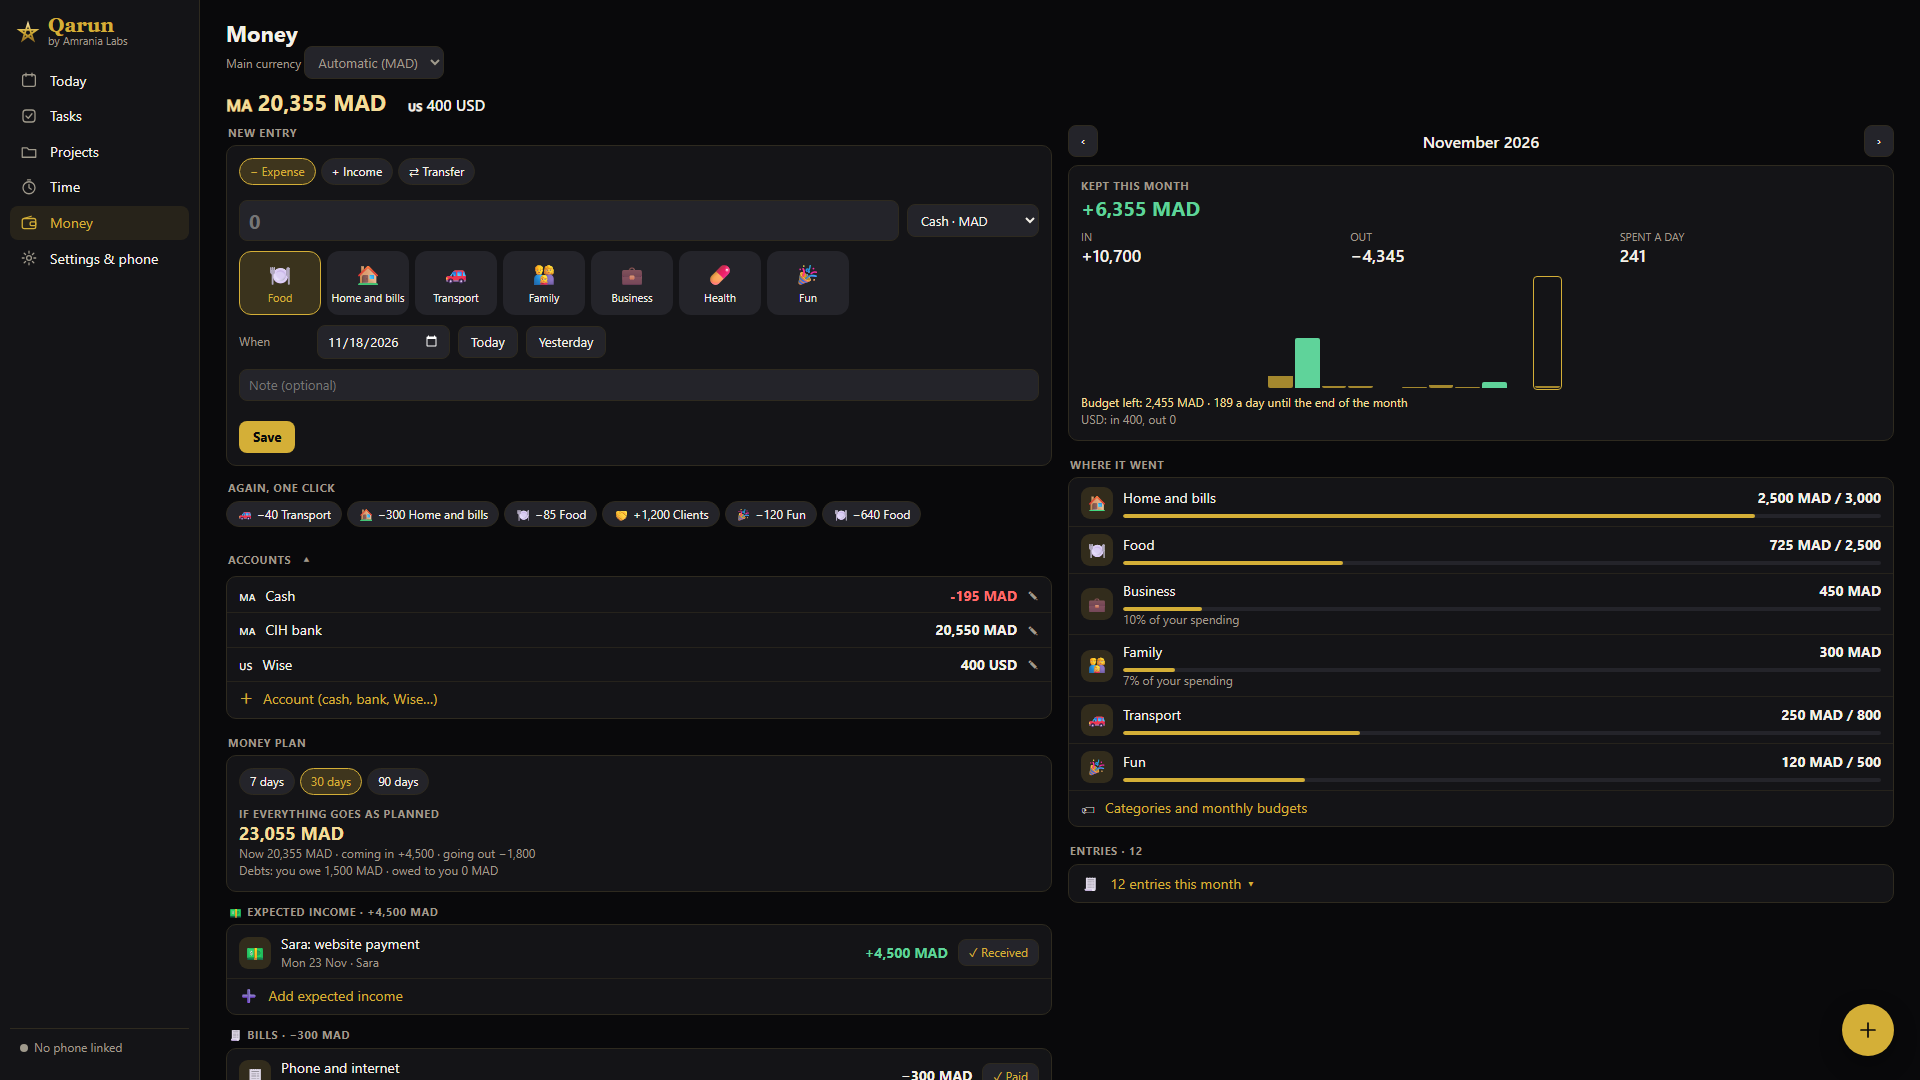 Qarun
by Amrania Labs
Today
Tasks
Projects
Time
Money
Settings & phone
No phone linked
Money
Main currency Automatic (MAD)
MA 20,355 MAD us 400 USD
NEW ENTRY
− Expense + Income ⇄ Transfer
0 Cash · MAD
Food Home and bills Transport Family Business Health Fun
When 11/18/2026 Today Yesterday
Note (optional)
Save
AGAIN, ONE CLICK
−40 Transport −300 Home and bills −85 Food +1,200 Clients −120 Fun −640 Food
ACCOUNTS ▲
MA Cash -195 MAD
MA CIH bank 20,550 MAD
US Wise 400 USD
+ Account (cash, bank, Wise…)
MONEY PLAN
7 days 30 days 90 days
IF EVERYTHING GOES AS PLANNED
23,055 MAD
Now 20,355 MAD · coming in +4,500 · going out −1,800
Debts: you owe 1,500 MAD · owed to you 0 MAD
EXPECTED INCOME · +4,500 MAD
Sara: website payment
Mon 23 Nov · Sara
+4,500 MAD ✓ Received
Add expected income
BILLS · −300 MAD
Phone and internet
−300 MAD ✓ Paid
‹ November 2026 ›
KEPT THIS MONTH
+6,355 MAD
IN OUT SPENT A DAY
+10,700 −4,345 241
Budget left: 2,455 MAD · 189 a day until the end of the month
USD: in 400, out 0
WHERE IT WENT
Home and bills 2,500 MAD / 3,000
Food 725 MAD / 2,500
Business 450 MAD
10% of your spending
Family 300 MAD
7% of your spending
Transport 250 MAD / 800
Fun 120 MAD / 500
Categories and monthly budgets
ENTRIES · 12
12 entries this month ▾
+